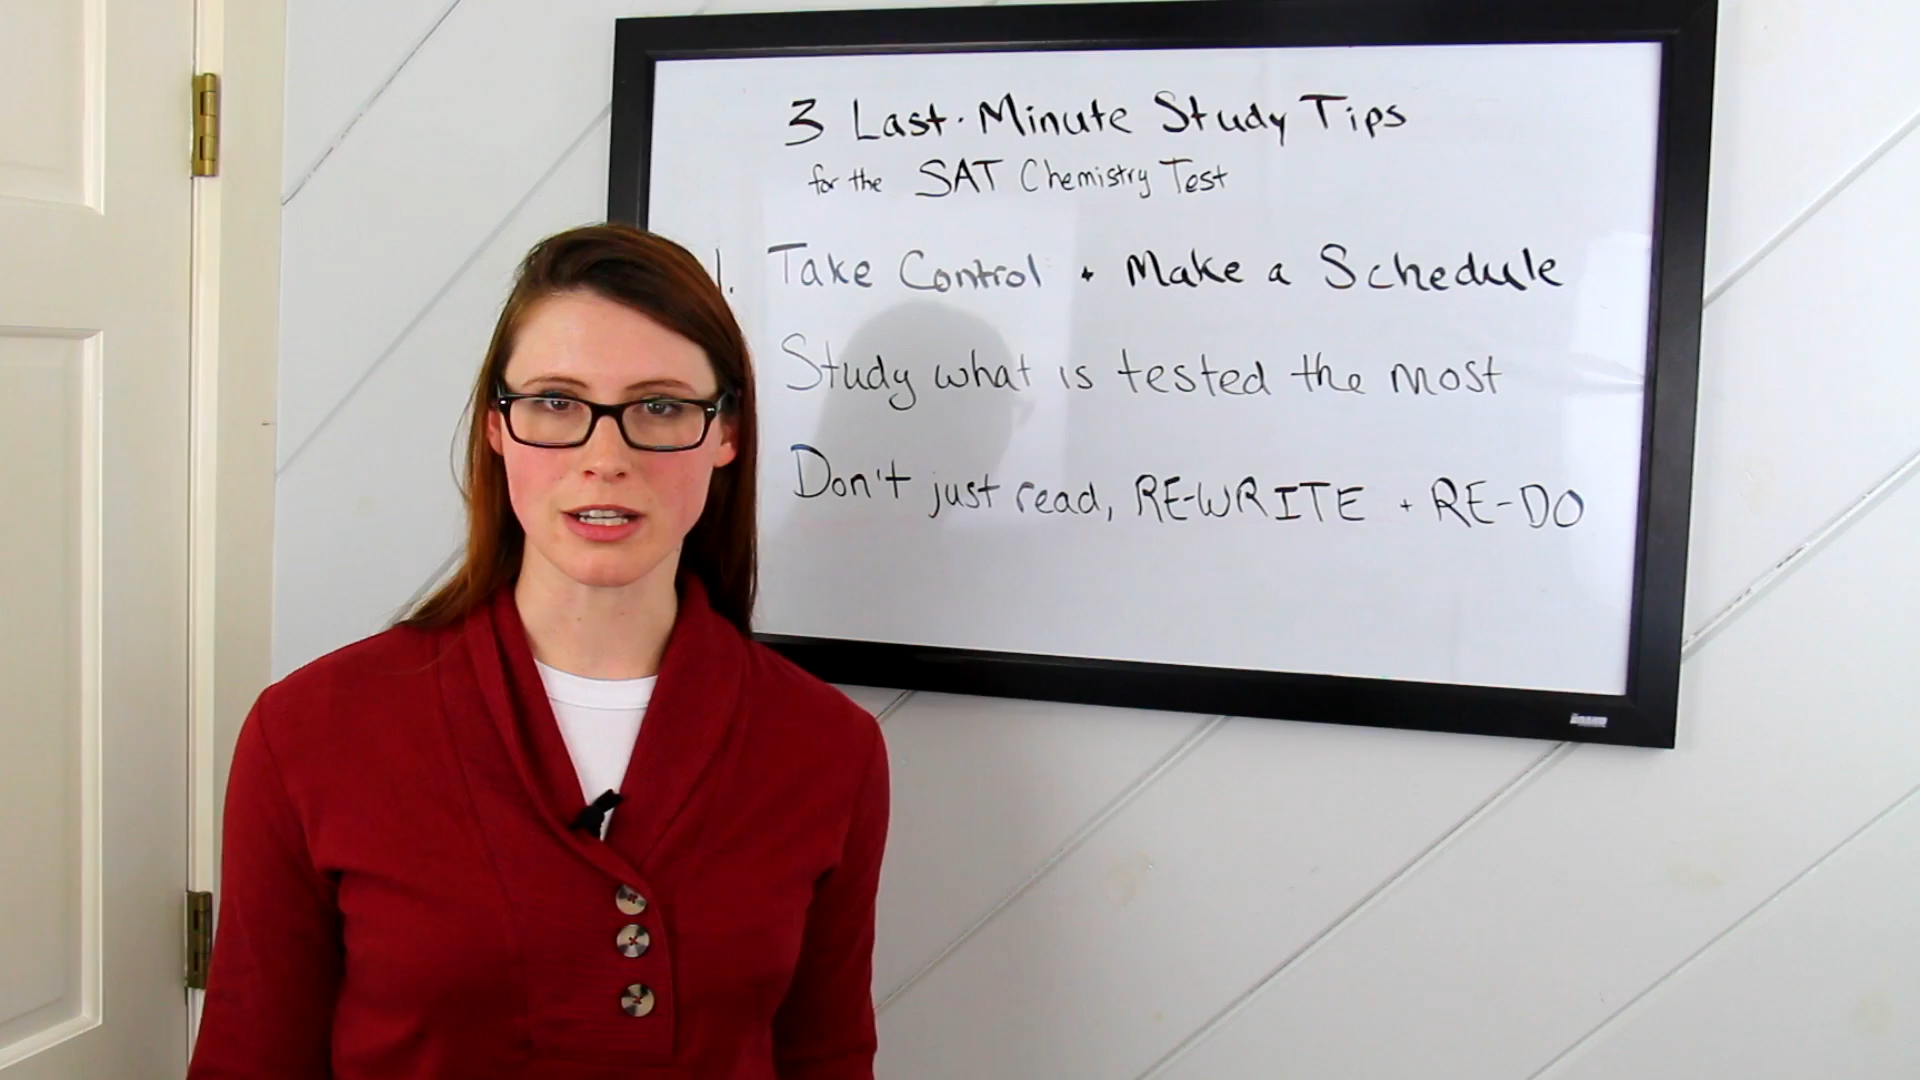 3 Last-Minute Study Tips
for the SAT Chemistry Test
1. Take Control + Make a Schedule
Study what is tested the most
Don't just read, RE-WRITE + RE-DO